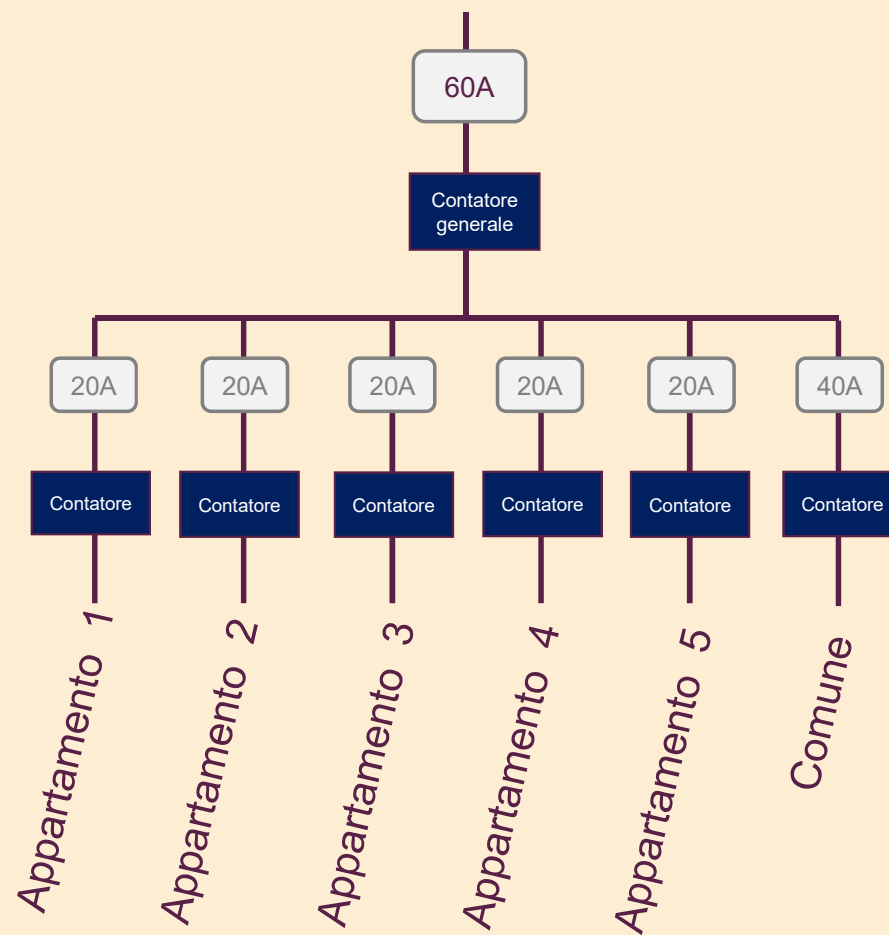 60A
Contatore
generale
20A
20A
20A
20A
20A
40A
Contatore
Contatore
Contatore
Contatore
Contatore
Contatore
Appartamento 1
Appartamento 2
Appartamento 3
Appartamento 4
Appartamento 5
Comune